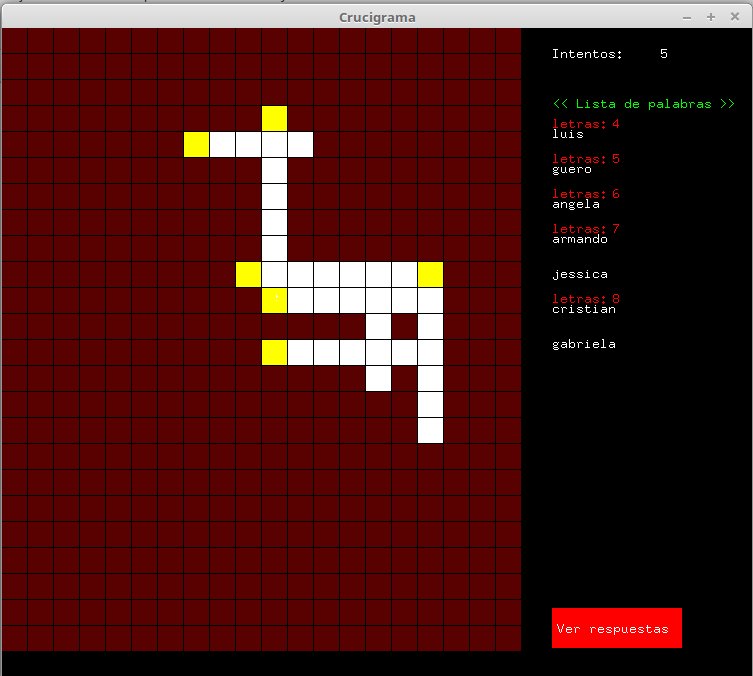 Crucigrama
Intentos: 5
<< Lista de palabras >>
letras: 4
luis
letras: 5
guero
letras: 6
angela
letras: 7
armando
jessica
letras: 8
cristian
gabriela
Ver respuestas